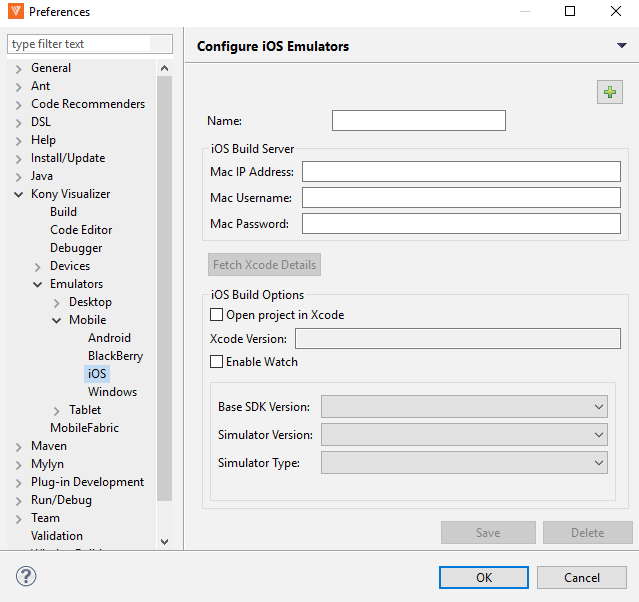 Preferences
type filter text
General
Ant
Code Recommenders
DSL
Help
Install/Update
Java
Kony Visualizer
Build
Code Editor
Debugger
Devices
Emulators
Desktop
Mobile
Android
BlackBerry
iOS
Windows
Tablet
MobileFabric
Maven
Mylyn
Plug-in Development
Run/Debug
Team
Validation
Configure iOS Emulators
Name:
iOS Build Server
Mac IP Address:
Mac Username:
Mac Password:
Fetch Xcode Details
iOS Build Options
Open project in Xcode
Xcode Version:
Enable Watch
Base SDK Version:
Simulator Version:
Simulator Type:
Save Delete
? OK Cancel